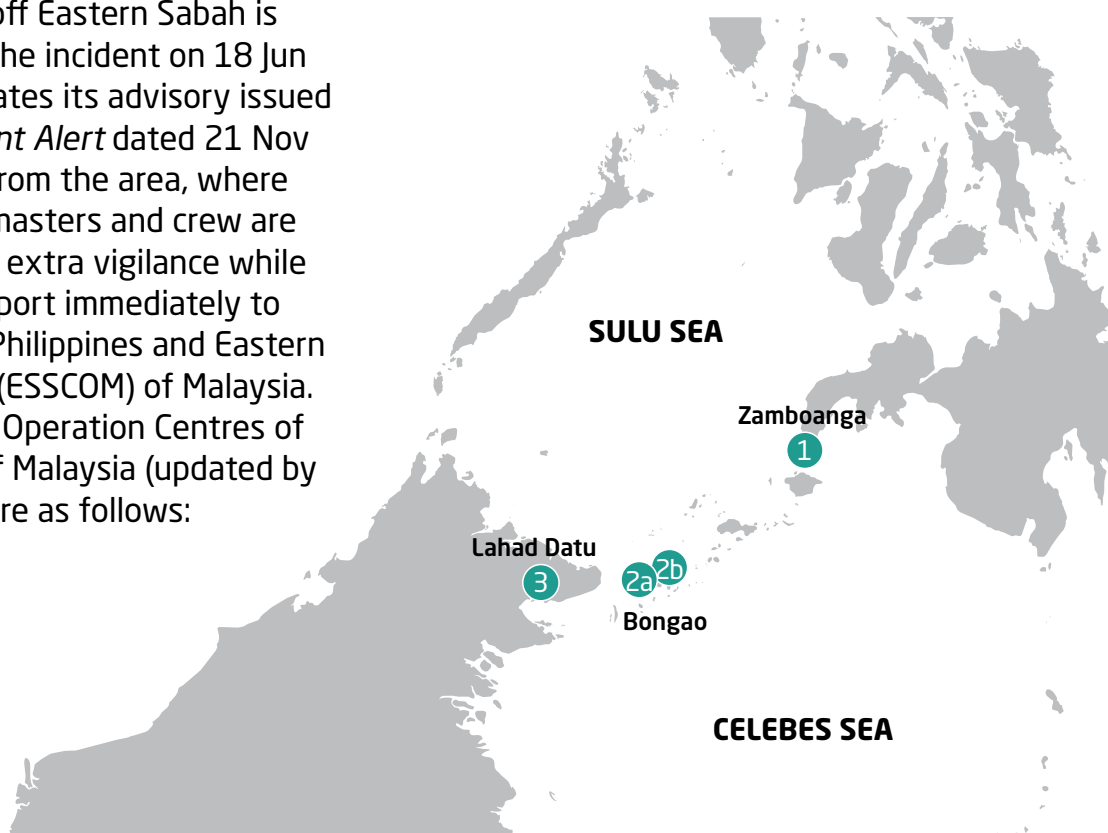 off Eastern Sabah is
he incident on 18 Jun
ates its advisory issued
nt Alert dated 21 Nov
rom the area, where
masters and crew are
extra vigilance while
port immediately to
Philippines and Eastern
(ESSCOM) of Malaysia.
Operation Centres of
f Malaysia (updated by
re as follows:
SULU SEA
Zamboanga
1
Lahad Datu
3
2a
2b
Bongao
CELEBES SEA